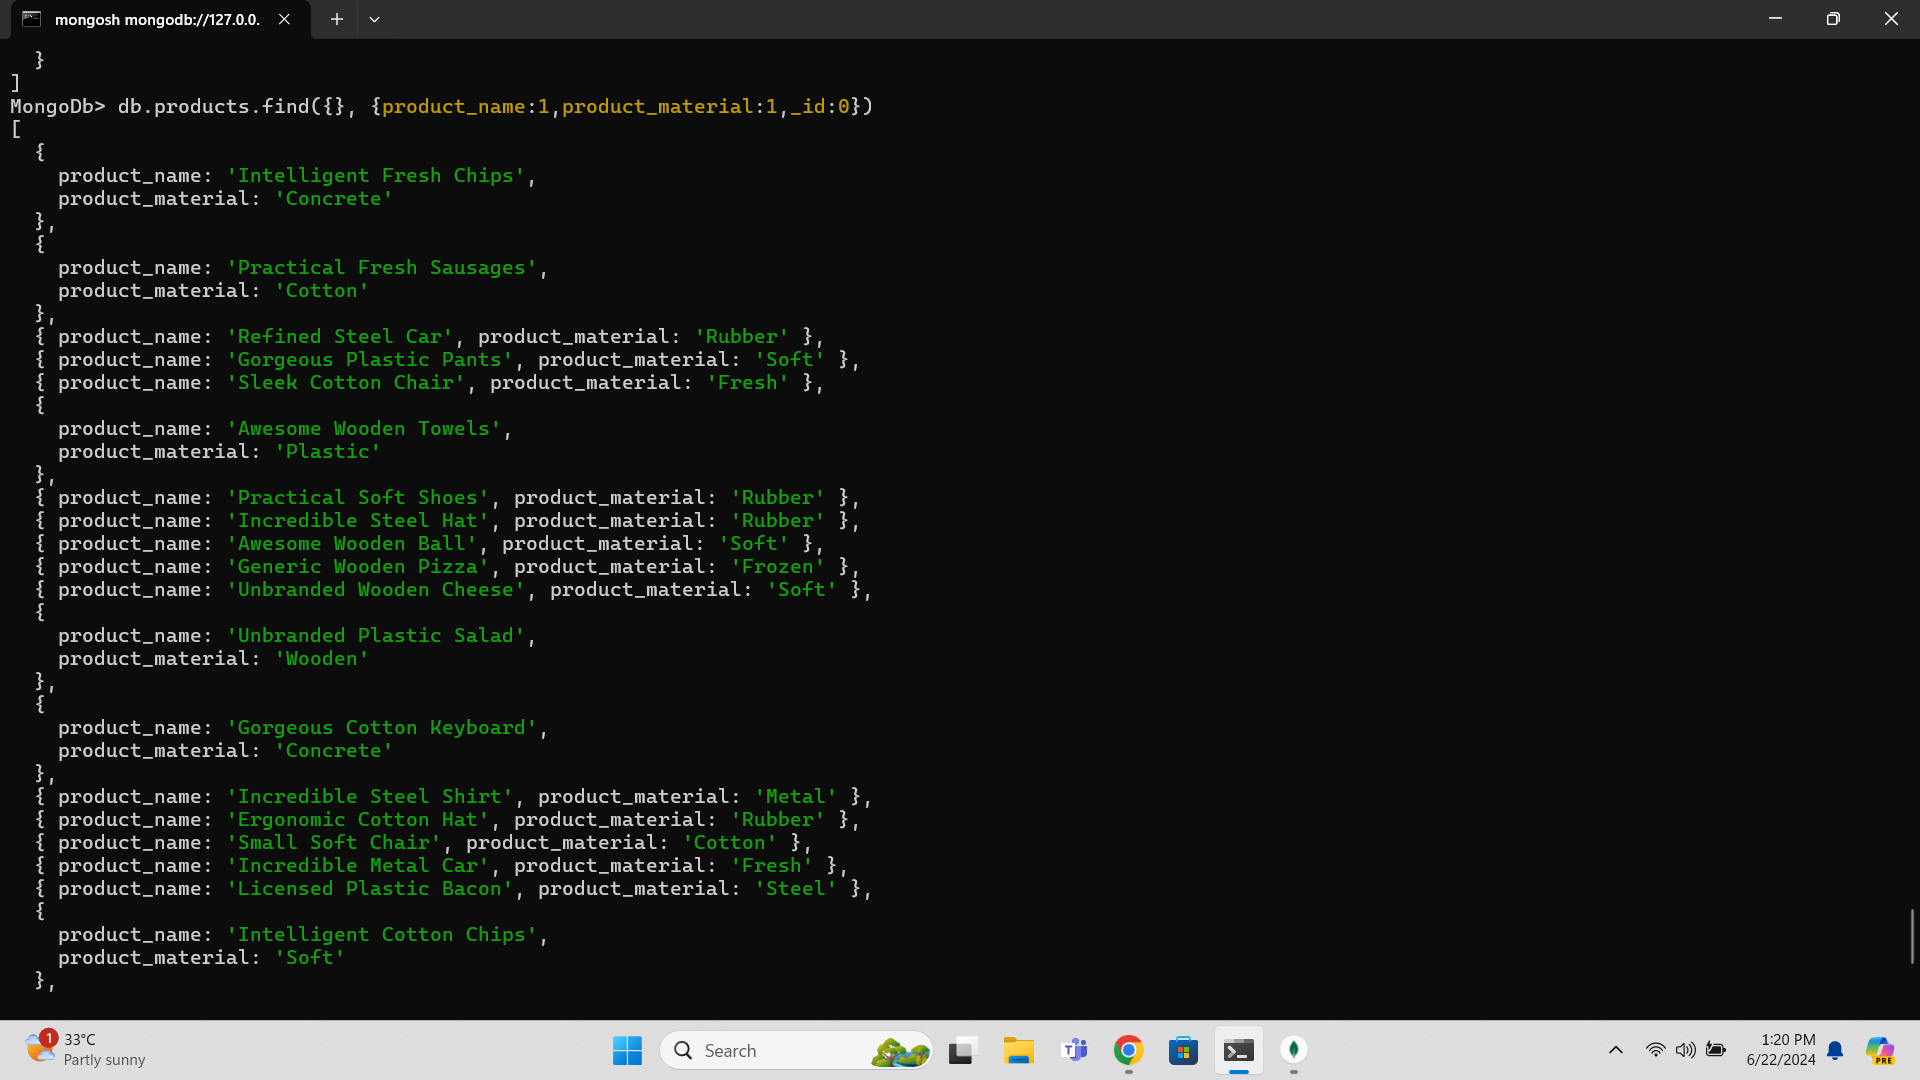 mongosh mongodb://127.0.0.
  }
]
MongoDb> db.products.find({}, {product_name:1,product_material:1,_id:0})
[
  {
    product_name: 'Intelligent Fresh Chips',
    product_material: 'Concrete'
  },
  {
    product_name: 'Practical Fresh Sausages',
    product_material: 'Cotton'
  },
  { product_name: 'Refined Steel Car', product_material: 'Rubber' },
  { product_name: 'Gorgeous Plastic Pants', product_material: 'Soft' },
  { product_name: 'Sleek Cotton Chair', product_material: 'Fresh' },
  {
    product_name: 'Awesome Wooden Towels',
    product_material: 'Plastic'
  },
  { product_name: 'Practical Soft Shoes', product_material: 'Rubber' },
  { product_name: 'Incredible Steel Hat', product_material: 'Rubber' },
  { product_name: 'Awesome Wooden Ball', product_material: 'Soft' },
  { product_name: 'Generic Wooden Pizza', product_material: 'Frozen' },
  { product_name: 'Unbranded Wooden Cheese', product_material: 'Soft' },
  {
    product_name: 'Unbranded Plastic Salad',
    product_material: 'Wooden'
  },
  {
    product_name: 'Gorgeous Cotton Keyboard',
    product_material: 'Concrete'
  },
  { product_name: 'Incredible Steel Shirt', product_material: 'Metal' },
  { product_name: 'Ergonomic Cotton Hat', product_material: 'Rubber' },
  { product_name: 'Small Soft Chair', product_material: 'Cotton' },
  { product_name: 'Incredible Metal Car', product_material: 'Fresh' },
  { product_name: 'Licensed Plastic Bacon', product_material: 'Steel' },
  {
    product_name: 'Intelligent Cotton Chips',
    product_material: 'Soft'
  },
1
33°C
Partly sunny
Search
1:20 PM
6/22/2024
PRE